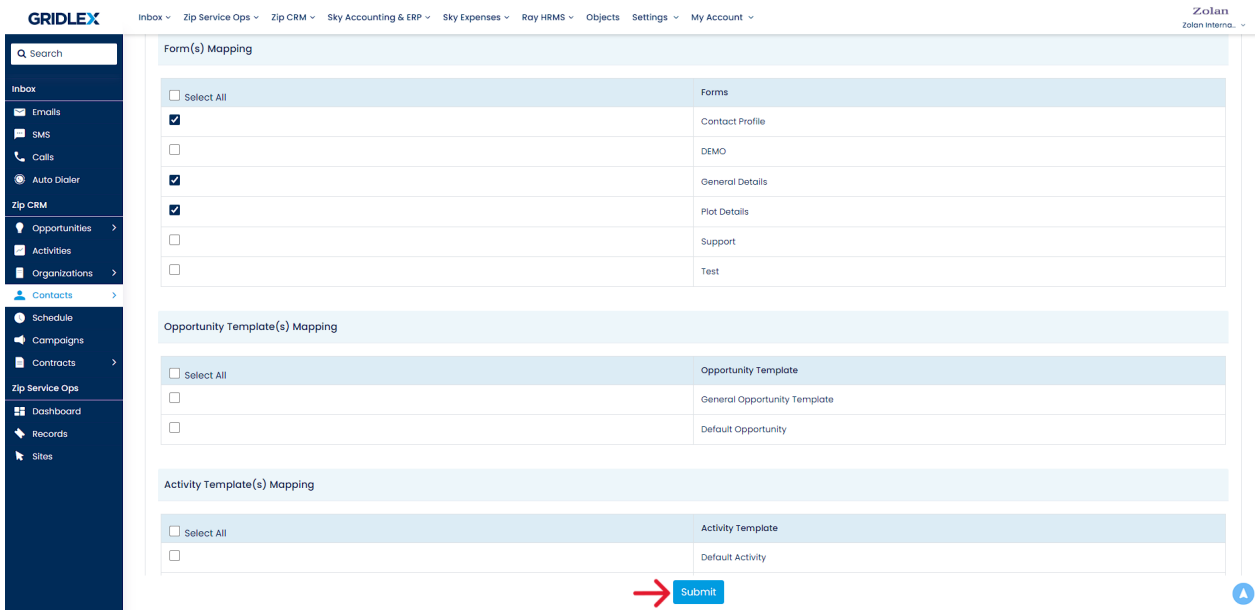 GRIDLEX
Inbox
Zip Service Ops
Zip CRM
Sky Accounting & ERP
Sky Expenses
Ray HRMS
Objects
Settings
My Account
Zolan
Zolan Interna..
Search
Inbox
Emails
SMS
Calls
Auto Dialer
Zip CRM
Opportunities
Activities
Organizations
Contacts
Schedule
Campaigns
Contracts
Zip Service Ops
Dashboard
Records
Sites
Form(s) Mapping
Select All
Forms
Contact Profile
DEMO
General Details
Plot Details
Support
Test
Opportunity Template(s) Mapping
Select All
Opportunity Template
General Opportunity Template
Default Opportunity
Activity Template(s) Mapping
Select All
Activity Template
Default Activity
Submit